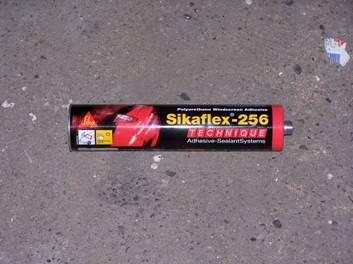 Polyurethane Windscreen Adhesive
Sikaflex®-256
TECHNIQUE
Adhesive-SealantSystems